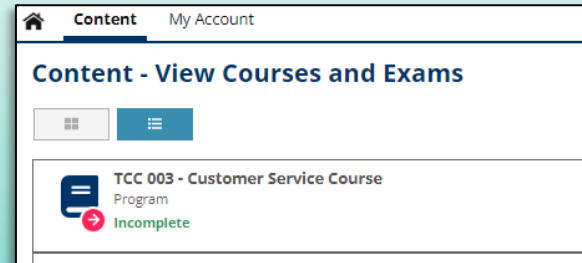 Content My Account
Content - View Courses and Exams
TCC 003 - Customer Service Course
Program
Incomplete